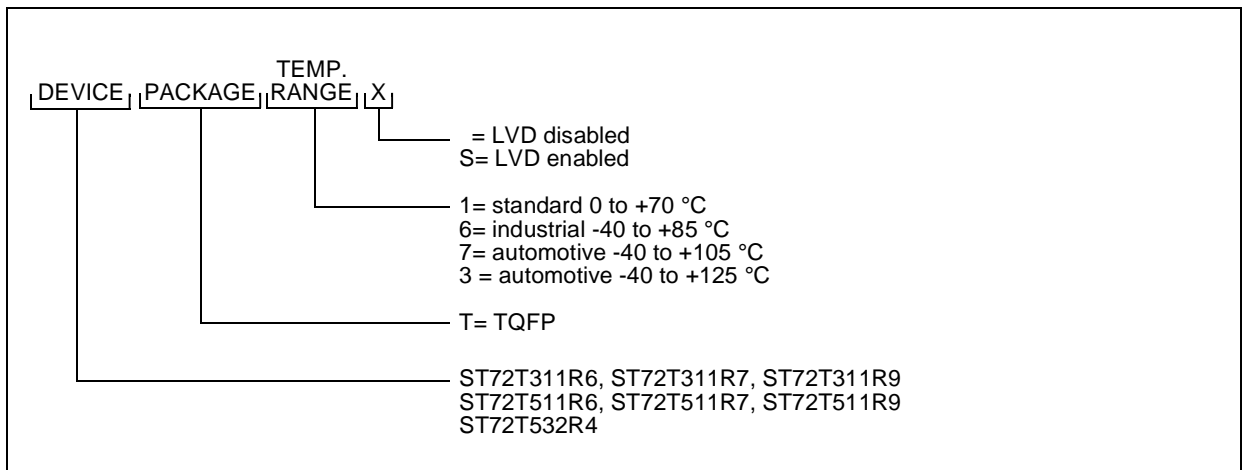 TEMP.
DEVICE PACKAGE RANGE X
= LVD disabled
S= LVD enabled
1= standard 0 to +70 °C
6= industrial -40 to +85 °C
7= automotive -40 to +105 °C
3 = automotive -40 to +125 °C
T= TQFP
ST72T311R6, ST72T311R7, ST72T311R9
ST72T511R6, ST72T511R7, ST72T511R9
ST72T532R4